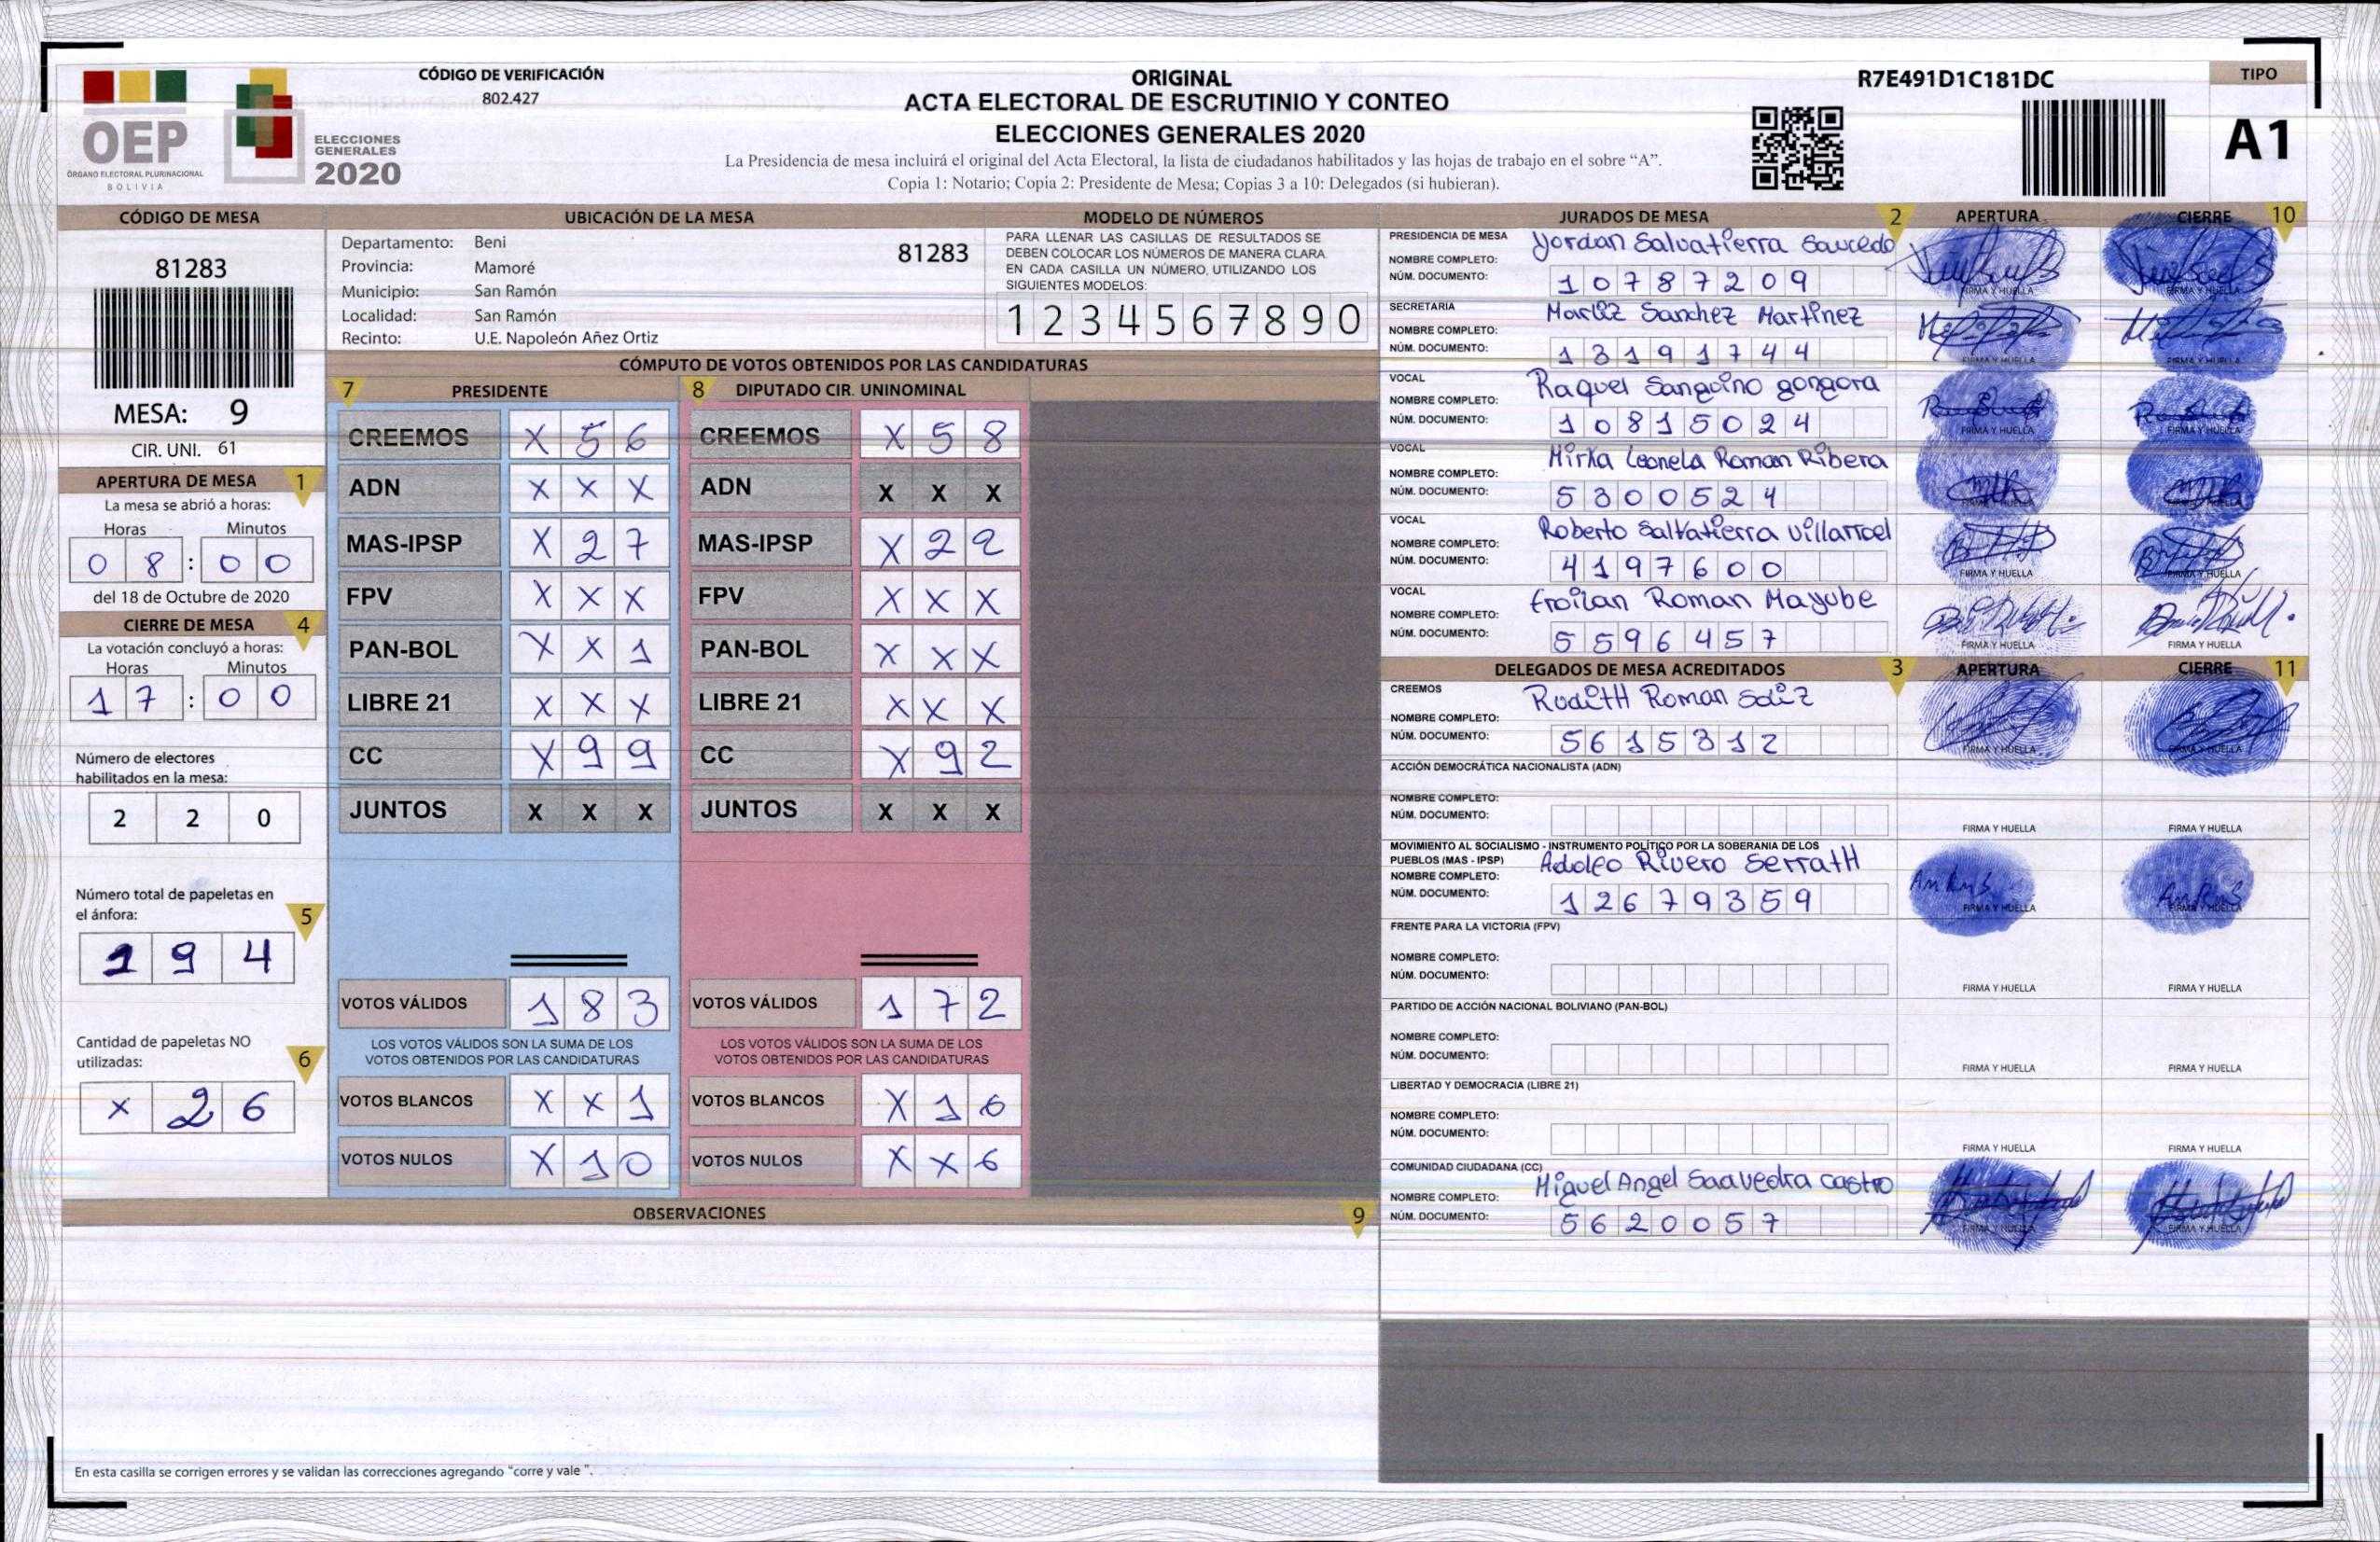 CÓDIGO DE VERIFICACIÓN
802.427
ORIGINAL
ACTA ELECTORAL DE ESCRUTINIO Y CONTEO
ELECCIONES GENERALES 2020
La Presidencia de mesa incluirá el original del Acta Electoral, la lista de ciudadanos habilitados y las hojas de trabajo en el sobre “A”.
Copia 1: Notario; Copia 2: Presidente de Mesa; Copias 3 a 10: Delegados (si hubieran).
R7E491D1C181DC
TIPO
A1
OEP
ÓRGANO ELECTORAL PLURINACIONAL
BOLIVIA
ELECCIONES
GENERALES
2020
CÓDIGO DE MESA
81283
MESA: 9
CIR. UNI. 61
APERTURA DE MESA 1
La mesa se abrió a horas:
Horas Minutos
0 8 : 0 0
del 18 de Octubre de 2020
CIERRE DE MESA 4
La votación concluyó a horas:
Horas Minutos
1 7 : 0 0
Número de electores
habilitados en la mesa:
2 2 0
Número total de papeletas en
el ánfora: 5
1 9 4
Cantidad de papeletas NO
utilizadas: 6
X 2 6
UBICACIÓN DE LA MESA
Departamento: Beni 81283
Provincia: Mamoré
Municipio: San Ramón
Localidad: San Ramón
Recinto: U.E. Napoleón Añez Ortiz
MODELO DE NÚMEROS
PARA LLENAR LAS CASILLAS DE RESULTADOS SE
DEBEN COLOCAR LOS NÚMEROS DE MANERA CLARA.
EN CADA CASILLA UN NÚMERO, UTILIZANDO LOS
SIGUIENTES MODELOS:
1 2 3 4 5 6 7 8 9 0
CÓMPUTO DE VOTOS OBTENIDOS POR LAS CANDIDATURAS
7 PRESIDENTE 8 DIPUTADO CIR. UNINOMINAL
CREEMOS X 5 6 CREEMOS X 5 8
ADN X X X ADN X X X
MAS-IPSP X 2 7 MAS-IPSP X 2 2
FPV X X X FPV X X X
PAN-BOL X X 1 PAN-BOL X X X
LIBRE 21 X X X LIBRE 21 X X X
CC X 9 9 CC X 9 2
JUNTOS X X X JUNTOS X X X
VOTOS VÁLIDOS 1 8 3 VOTOS VÁLIDOS 1 7 2
LOS VOTOS VÁLIDOS SON LA SUMA DE LOS LOS VOTOS VÁLIDOS SON LA SUMA DE LOS
VOTOS OBTENIDOS POR LAS CANDIDATURAS VOTOS OBTENIDOS POR LAS CANDIDATURAS
VOTOS BLANCOS X X 1 VOTOS BLANCOS X 1 6
VOTOS NULOS X 1 0 VOTOS NULOS X X 6
OBSERVACIONES 9
En esta casilla se corrigen errores y se validan las correcciones agregando “corre y vale ”.
JURADOS DE MESA 2 APERTURA CIERRE 10
PRESIDENCIA DE MESA Yordan Salvatierra Saucedo
NOMBRE COMPLETO:
NÚM. DOCUMENTO: 10787209 FIRMA Y HUELLA FIRMA Y HUELLA
SECRETARIA Marliz Sanchez Martinez
NOMBRE COMPLETO:
NÚM. DOCUMENTO: 13191744 FIRMA Y HUELLA FIRMA Y HUELLA
VOCAL Raquel Sanguino gongora
NOMBRE COMPLETO:
NÚM. DOCUMENTO: 10815024 FIRMA Y HUELLA FIRMA Y HUELLA
VOCAL Mirka Leonela Roman Ribera
NOMBRE COMPLETO:
NÚM. DOCUMENTO: 5300524
VOCAL Roberto Salvatierra Villarroel
NOMBRE COMPLETO:
NÚM. DOCUMENTO: 4197600 FIRMA Y HUELLA FIRMA Y HUELLA
VOCAL Froilan Roman Mayube
NOMBRE COMPLETO:
NÚM. DOCUMENTO: 5596457 FIRMA Y HUELLA FIRMA Y HUELLA
DELEGADOS DE MESA ACREDITADOS 3 APERTURA CIERRE 11
CREEMOS Rudith Roman Saiz
NOMBRE COMPLETO:
NÚM. DOCUMENTO: 5615312 FIRMA Y HUELLA FIRMA Y HUELLA
ACCIÓN DEMOCRÁTICA NACIONALISTA (ADN)
NOMBRE COMPLETO:
NÚM. DOCUMENTO: FIRMA Y HUELLA FIRMA Y HUELLA
MOVIMIENTO AL SOCIALISMO - INSTRUMENTO POLÍTICO POR LA SOBERANIA DE LOS
PUEBLOS (MAS - IPSP) Adolfo Rivero Serrath
NOMBRE COMPLETO:
NÚM. DOCUMENTO: 12679359 FIRMA Y HUELLA FIRMA Y HUELLA
FRENTE PARA LA VICTORIA (FPV)
NOMBRE COMPLETO:
NÚM. DOCUMENTO: FIRMA Y HUELLA FIRMA Y HUELLA
PARTIDO DE ACCIÓN NACIONAL BOLIVIANO (PAN-BOL)
NOMBRE COMPLETO:
NÚM. DOCUMENTO: FIRMA Y HUELLA FIRMA Y HUELLA
LIBERTAD Y DEMOCRACIA (LIBRE 21)
NOMBRE COMPLETO:
NÚM. DOCUMENTO: FIRMA Y HUELLA FIRMA Y HUELLA
COMUNIDAD CIUDADANA (CC) Miguel Angel Saavedra Castro
NOMBRE COMPLETO:
NÚM. DOCUMENTO: 5620057 FIRMA Y HUELLA FIRMA Y HUELLA